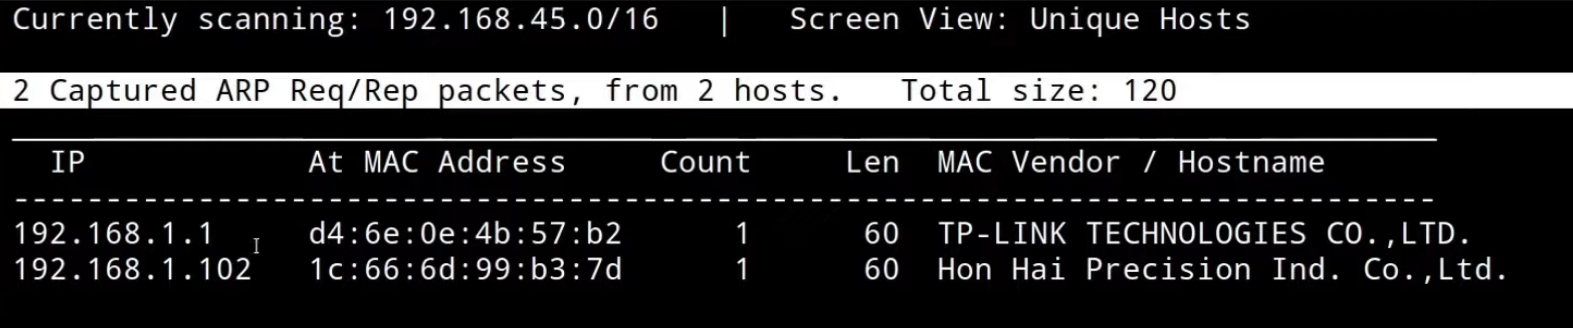 Currently scanning: 192.168.45.0/16   |   Screen View: Unique Hosts
2 Captured ARP Req/Rep packets, from 2 hosts.   Total size: 120
_____________________________________________________________________________
IP            At MAC Address     Count     Len  MAC Vendor / Hostname
-----------------------------------------------------------------------------
192.168.1.1     d4:6e:0e:4b:57:b2      1      60  TP-LINK TECHNOLOGIES CO.,LTD.
192.168.1.102   1c:66:6d:99:b3:7d      1      60  Hon Hai Precision Ind. Co.,Ltd.